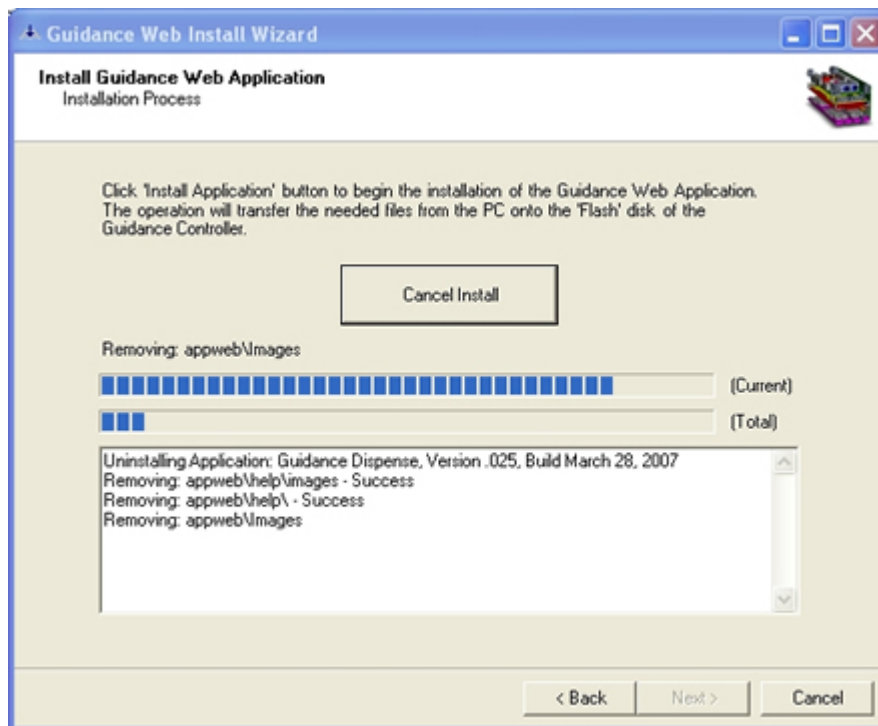 Guidance Web Install Wizard
Install Guidance Web Application
Installation Process
Click 'Install Application' button to begin the installation of the Guidance Web Application.
The operation will transfer the needed files from the PC onto the 'Flash' disk of the
Guidance Controller.
Cancel Install
Removing: appweb\Images
(Current)
(Total)
Uninstalling Application: Guidance Dispense, Version .025, Build March 28, 2007
Removing: appweb\help\images - Success
Removing: appweb\help\ - Success
Removing: appweb\Images
< Back Next > Cancel